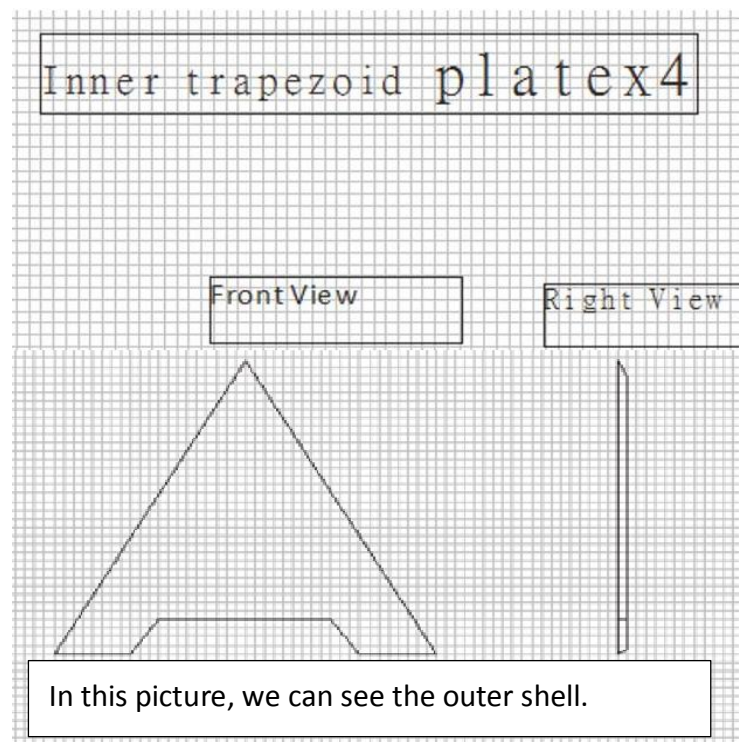 Inner trapezoid platex4
Front View
Right View
In this picture, we can see the outer shell.